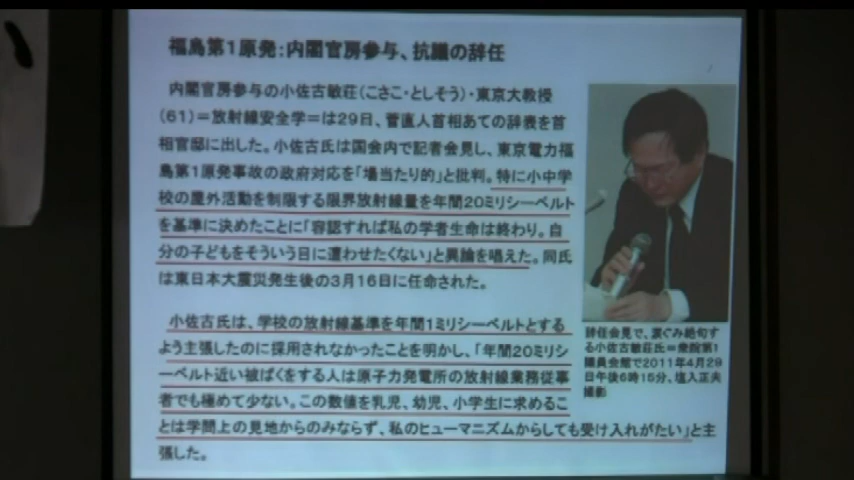 福島第1原発:内閣官房参与、抗議の辞任
内閣官房参与の小佐古敏荘(こさこ・としそう)・東京大教授
(61)=放射線安全学=は29日、菅直人首相あての辞表を首
相官邸に出した。小佐古氏は国会内で記者会見し、東京電力福
島第1原発事故の政府対応を「場当たり的」と批判。特に小中学
校の屋外活動を制限する限界放射線量を年間20ミリシーベルト
を基準に決めたことに「容認すれば私の学者生命は終わり。自
分の子どもをそういう目に遭わせたくない」と異論を唱えた。同氏
は東日本大震災発生後の3月16日に任命された。
小佐古氏は、学校の放射線基準を年間1ミリシーベルトとする
よう主張したのに採用されなかったことを明かし、「年間20ミリシ
ーベルト近い被ばくをする人は原子力発電所の放射線業務従事
者でも極めて少ない。この数値を乳児、幼児、小学生に求めるこ
とは学問上の見地からのみならず、私のヒューマニズムからしても受け入れがたい」と主
張した。
辞任会見で、涙ぐみ絶句す
る小佐古敏荘氏=衆院第1
議員会館で2011年4月29
日午後6時15分、塩入正夫
撮影